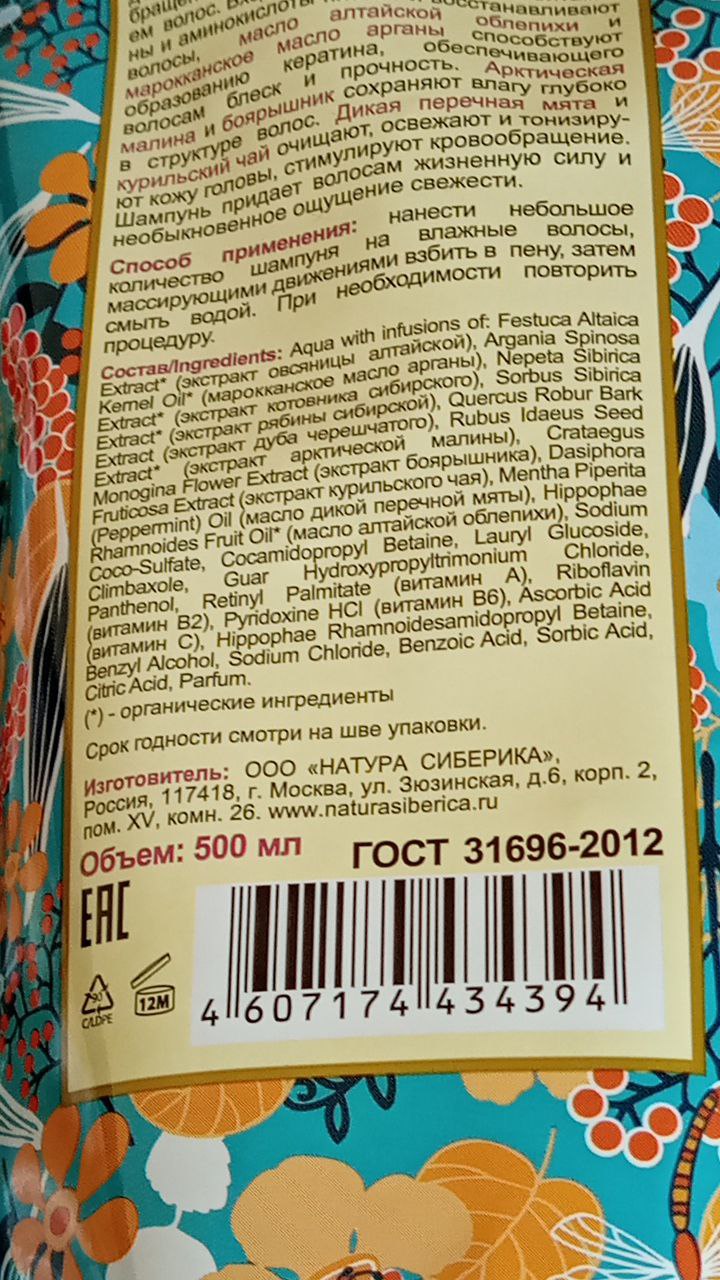 ем волос.
ны и аминокислоты восстанавливают
волосы, масло алтайской облепихи и
марокканское масло арганы способствуют
образованию кератина, обеспечивающего
волосам блеск и прочность. Арктическая
малина и боярышник сохраняют влагу глубоко
в структуре волос. Дикая перечная мята и
курильский чай очищают, освежают и тонизиру-
ют кожу головы, стимулируют кровообращение.
Шампунь придает волосам жизненную силу и
необыкновенное ощущение свежести.
Способ применения: нанести небольшое
количество шампуня на влажные волосы,
массирующими движениями взбить в пену, затем
смыть водой. При необходимости повторить
процедуру.
Состав/Ingredients: Aqua with infusions of: Festuca Altaica
Extract* (экстракт овсяницы алтайской), Argania Spinosa
Kernel Oil* (марокканское масло арганы), Nepeta Sibirica
Extract* (экстракт котовника сибирского), Sorbus Sibirica
Extract* (экстракт рябины сибирской), Quercus Robur Bark
Extract (экстракт дуба черешчатого), Rubus Idaeus Seed
Extract* (экстракт арктической малины), Crataegus
Monogina Flower Extract (экстракт боярышника), Dasiphora
Fruticosa Extract (экстракт курильского чая), Mentha Piperita
(Peppermint) Oil (масло дикой перечной мяты), Hippophae
Rhamnoides Fruit Oil* (масло алтайской облепихи), Sodium
Coco-Sulfate, Cocamidopropyl Betaine, Lauryl Glucoside,
Climbaxole, Guar Hydroxypropyltrimonium Chloride,
Panthenol, Retinyl Palmitate (витамин А), Riboflavin
(витамин В2), Pyridoxine HCl (витамин В6), Ascorbic Acid
(витамин С), Hippophae Rhamnoidesamidopropyl Betaine,
Benzyl Alcohol, Sodium Chloride, Benzoic Acid, Sorbic Acid,
Citric Acid, Parfum.
(*) - органические ингредиенты
Срок годности смотри на шве упаковки.
Изготовитель: ООО «НАТУРА СИБЕРИКА»,
Россия, 117418, г. Москва, ул. Зюзинская, д.6, корп. 2,
пом. XV, комн. 26. www.naturasiberica.ru
Объем: 500 мл ГОСТ 31696-2012
EAC
90
C/LDPE
12M
4 607174 434394